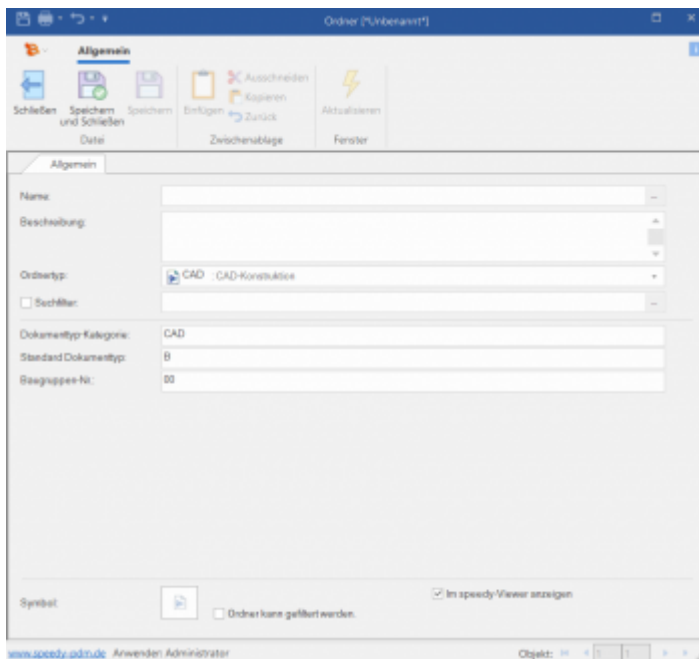 Ordner [*Unbenannt*]
Allgemein
Schließen
Speichern
und Schließen
Speichern
Einfügen
Ausschneiden
Kopieren
Zurück
Aktualisieren
Datei
Zwischenablage
Fenster
Allgemein
Name:
Beschreibung:
Ordnertyp: CAD : CAD-Konstruktion
Suchfilter:
Dokumenttyp-Kategorie: CAD
Standard Dokumenttyp: B
Baugruppen-Nr.: 00
Symbol:
Im speedy-Viewer anzeigen
Ordner kann gefiltert werden.
www.speedy-pdm.de Anwender: Administrator Objekt: 1 1